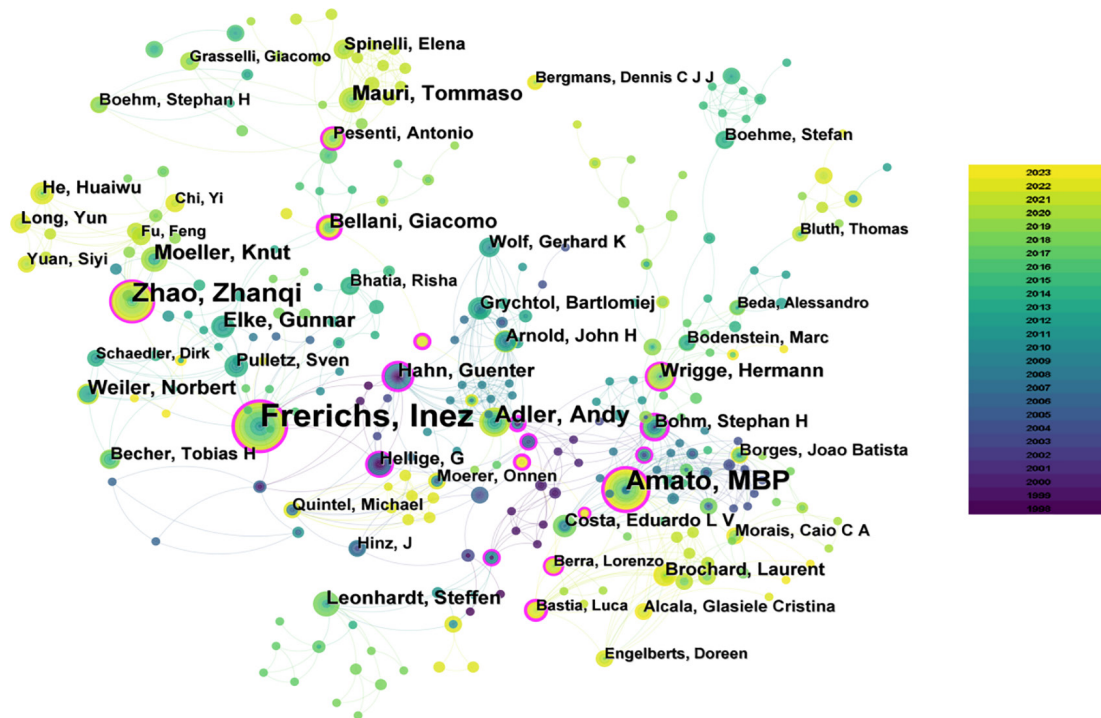 Spinelli, Elena
Grasselli, Giacomo
Bergmans, Dennis C J J
Mauri, Tommaso
Boehm, Stephan H
Pesenti, Antonio
Boehme, Stefan
He, Huaiwu
Chi, Yi
Long, Yun
Fu, Feng
Bellani, Giacomo
Bluth, Thomas
Yuan, Siyi
Moeller, Knut
Wolf, Gerhard K
Bhatia, Risha
Zhao, Zhanqi
Grychtol, Bartlomiej
Beda, Alessandro
Elke, Gunnar
Arnold, John H
Bodenstein, Marc
Schaedler, Dirk
Pulletz, Sven
Hahn, Guenter
Wrigge, Hermann
Weiler, Norbert
Frerichs, Inez
Adler, Andy
Bohm, Stephan H
Becher, Tobias H
Hellige, G
Borges, Joao Batista
Moerer, Onnen
Amato, MBP
Quintel, Michael
Costa, Eduardo L V
Morais, Caio C A
Hinz, J
Berra, Lorenzo
Brochard, Laurent
Leonhardt, Steffen
Bastia, Luca
Alcala, Glasiele Cristina
Engelberts, Doreen
2023
2022
2021
2020
2019
2018
2017
2016
2015
2014
2013
2012
2011
2010
2009
2008
2007
2006
2005
2004
2003
2002
2001
2000
1999
1998